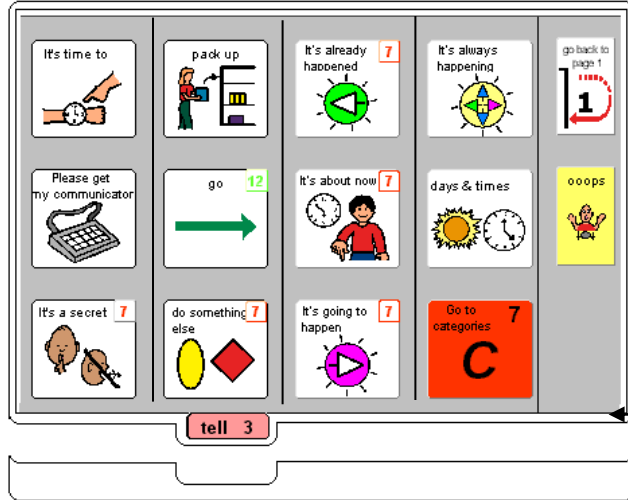 It's time to
pack up
It's already 7
happened
It's always
happening
go back to
page 1
1
Please get
my communicator
go 12
It's about now 7
days & times
ooops
It's a secret 7
do something 7
else
It's going to 7
happen
Go to 7
categories
C
tell 3